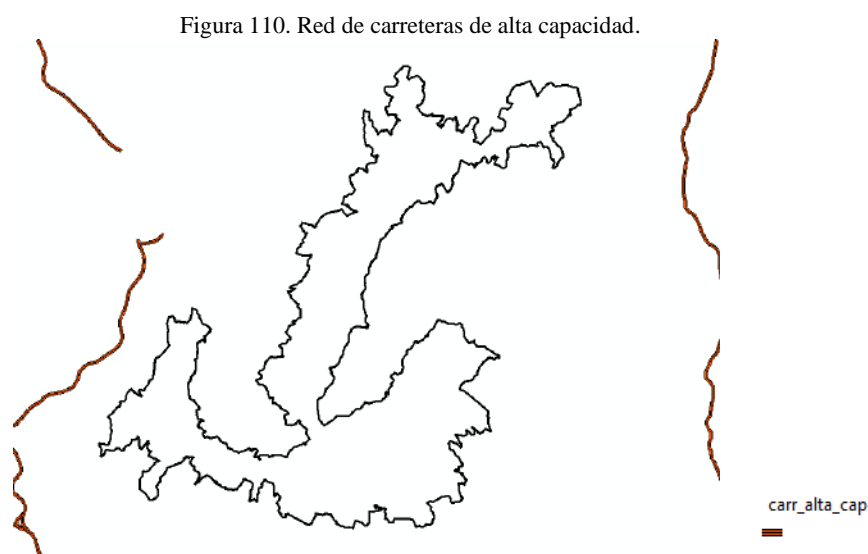 Figura 110. Red de carreteras de alta capacidad.
carr_alta_cap